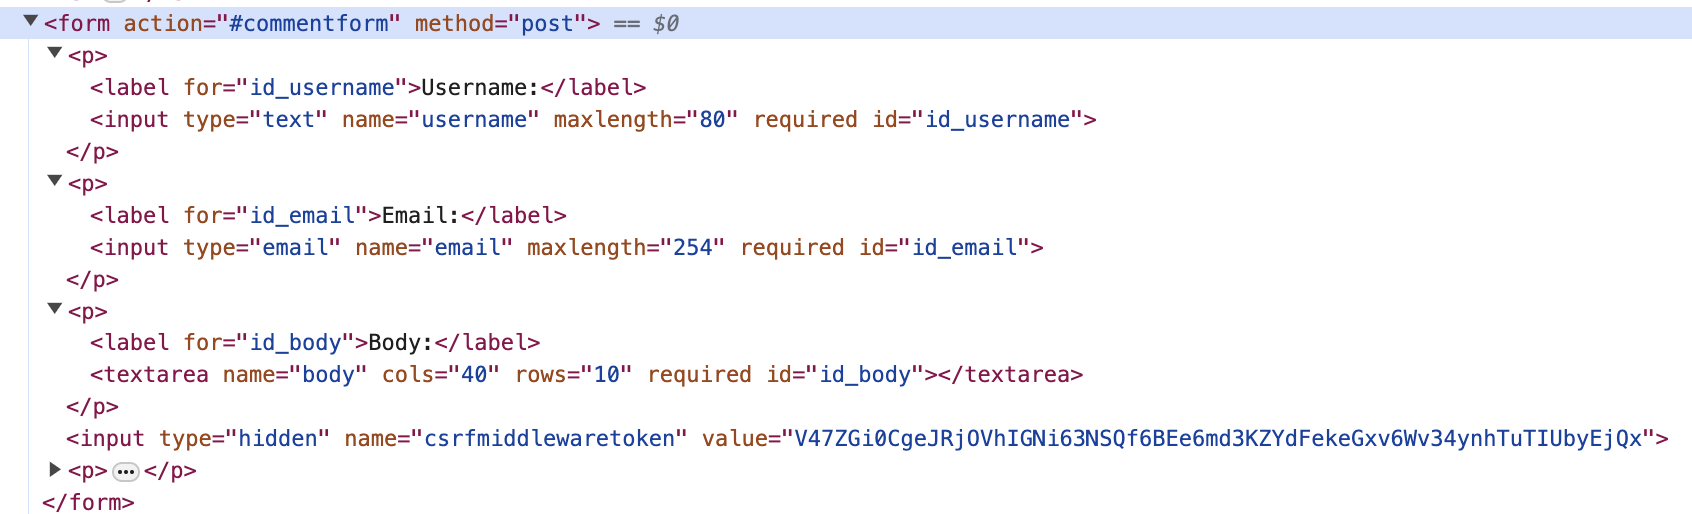 <form action="#commentform" method="post"> == $0
<p>
<label for="id_username">Username:</label>
<input type="text" name="username" maxlength="80" required id="id_username">
</p>
<p>
<label for="id_email">Email:</label>
<input type="email" name="email" maxlength="254" required id="id_email">
</p>
<p>
<label for="id_body">Body:</label>
<textarea name="body" cols="40" rows="10" required id="id_body"></textarea>
</p>
<input type="hidden" name="csrfmiddlewaretoken" value="V47ZGi0CgeJRjOVhIGNi63NSQf6BEe6md3KZYdFekeGxv6Wv34ynhTuTIUbyEjQx">
<p> ••• </p>
</form>